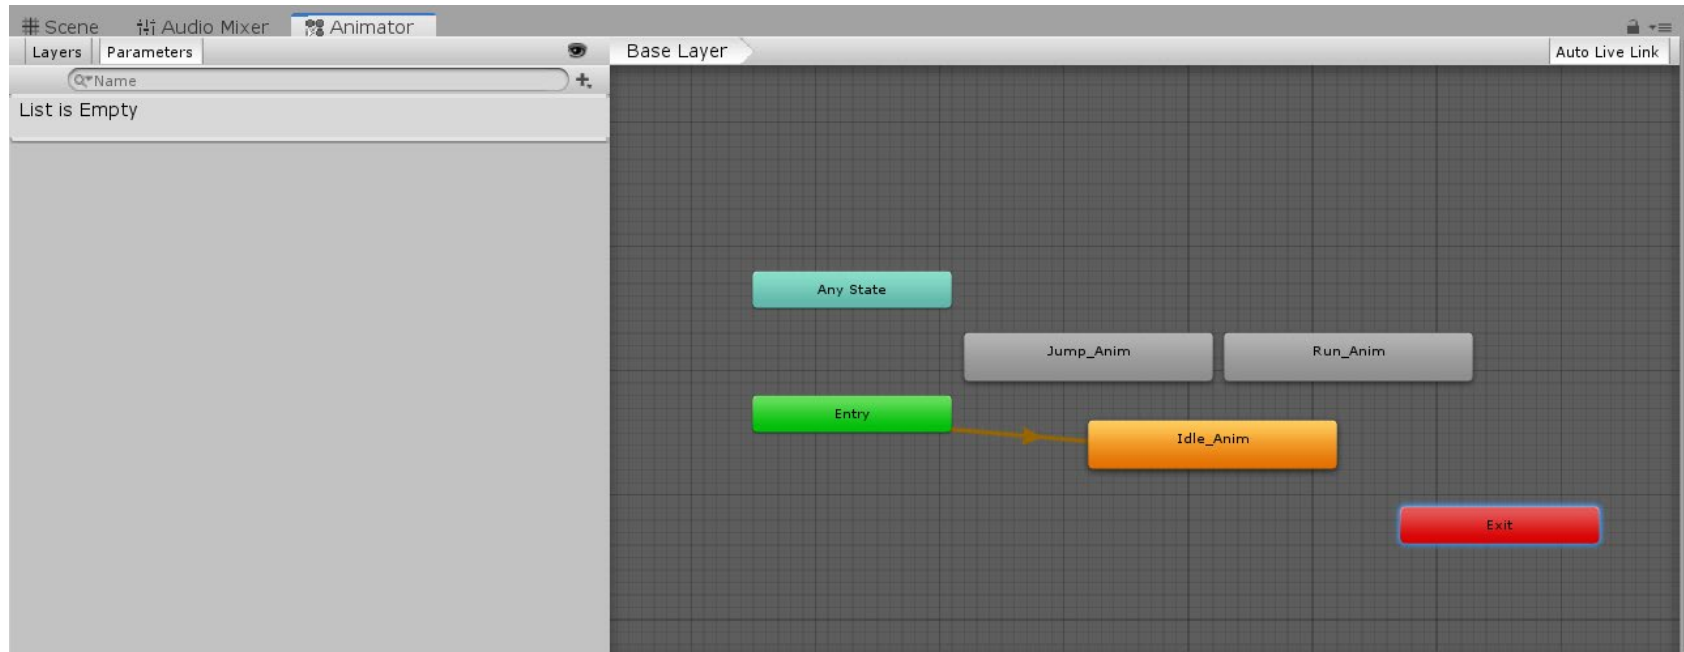 Scene Audio Mixer Animator
Layers Parameters
Name
List is Empty
Base Layer
Auto Live Link
Any State
Jump_Anim
Run_Anim
Entry
Idle_Anim
Exit